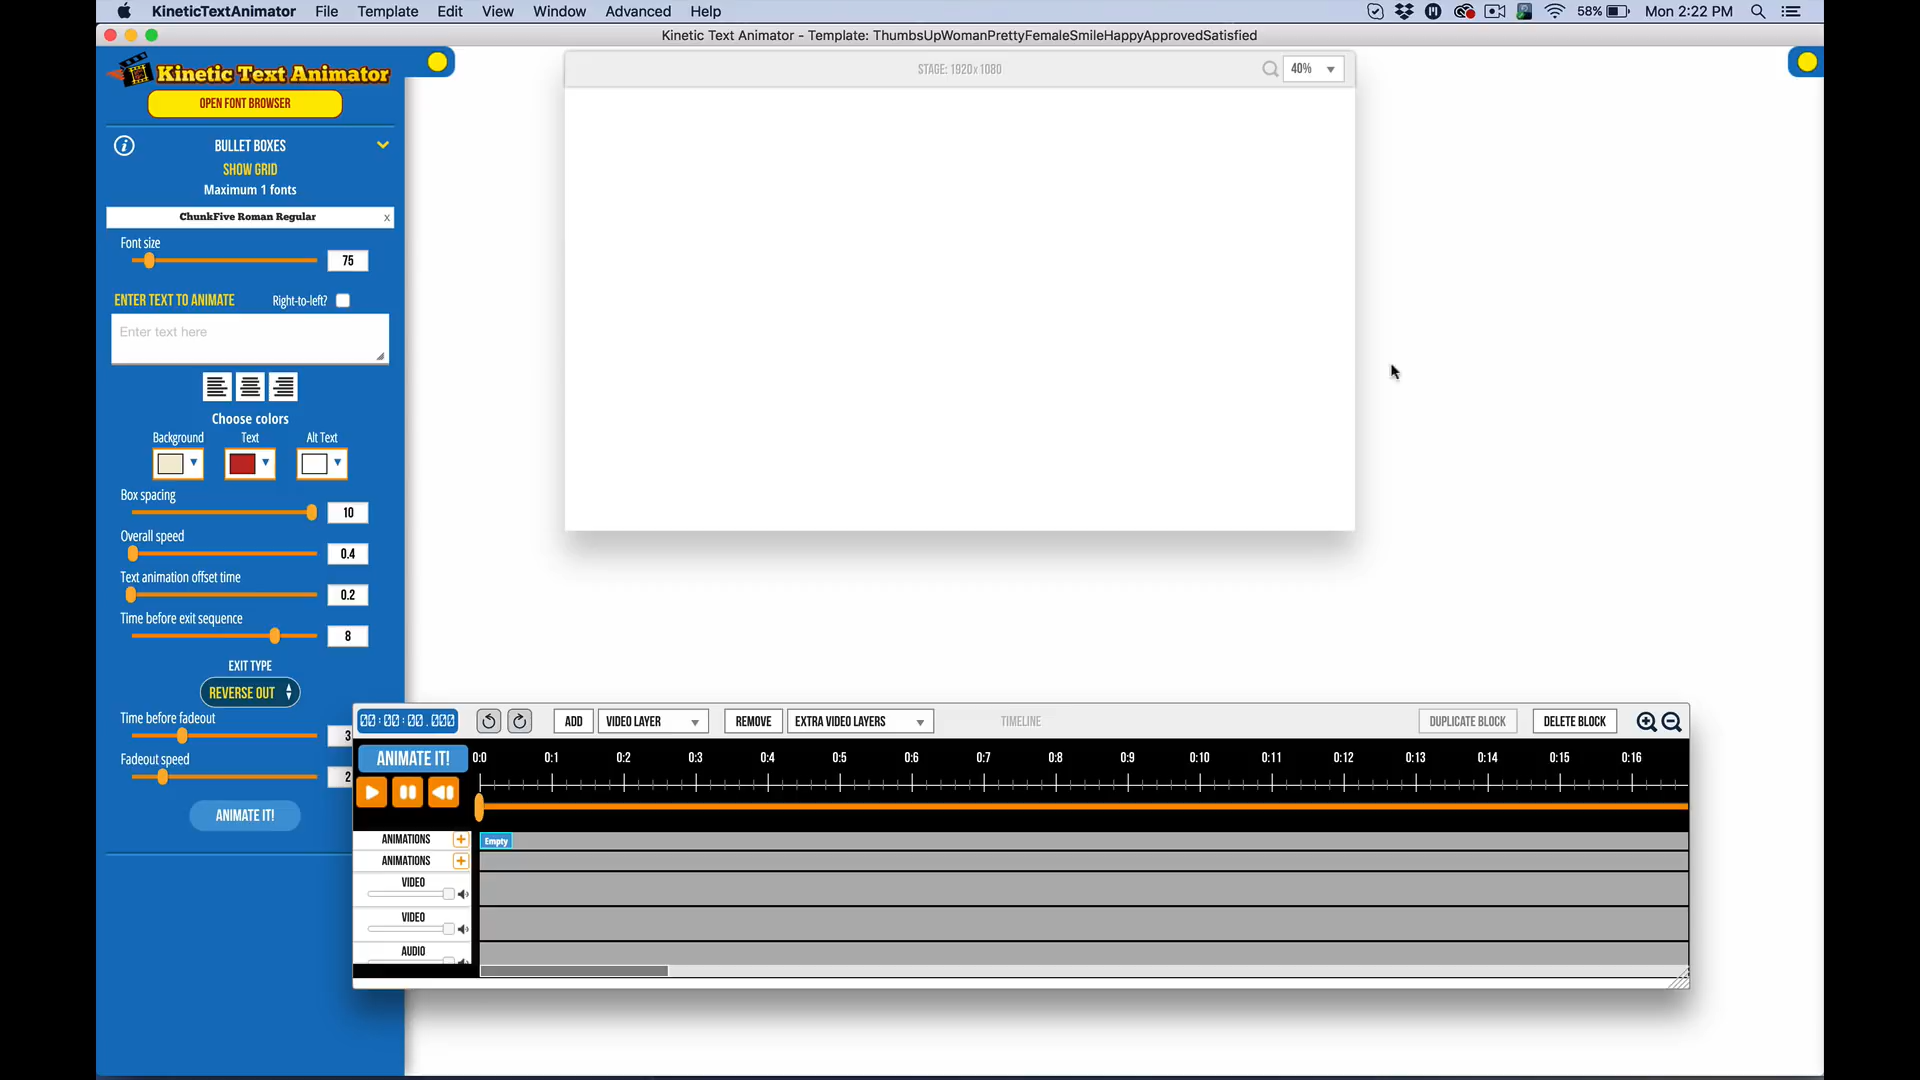 KineticTextAnimator File Template Edit View Window Advanced Help 58% Mon 2:22 PM
Kinetic Text Animator - Template: ThumbsUpWomanPrettyFemaleSmileHappyApprovedSatisfied
Kinetic Text Animator
OPEN FONT BROWSER
STAGE: 1920x1080 40%
i BULLET BOXES
SHOW GRID
Maximum 1 fonts
ChunkFive Roman Regular x
Font size
75
ENTER TEXT TO ANIMATE Right-to-left?
Enter text here
Choose colors
Background Text Alt Text
Box spacing
10
Overall speed
0.4
Text animation offset time
0.2
Time before exit sequence
8
EXIT TYPE
REVERSE OUT
Time before fadeout
3
Fadeout speed
2
ANIMATE IT!
00:00:00.000 ADD VIDEO LAYER REMOVE EXTRA VIDEO LAYERS TIMELINE DUPLICATE BLOCK DELETE BLOCK
ANIMATE IT! 0:0 0:1 0:2 0:3 0:4 0:5 0:6 0:7 0:8 0:9 0:10 0:11 0:12 0:13 0:14 0:15 0:16
ANIMATIONS + Empty
ANIMATIONS +
VIDEO
VIDEO
AUDIO